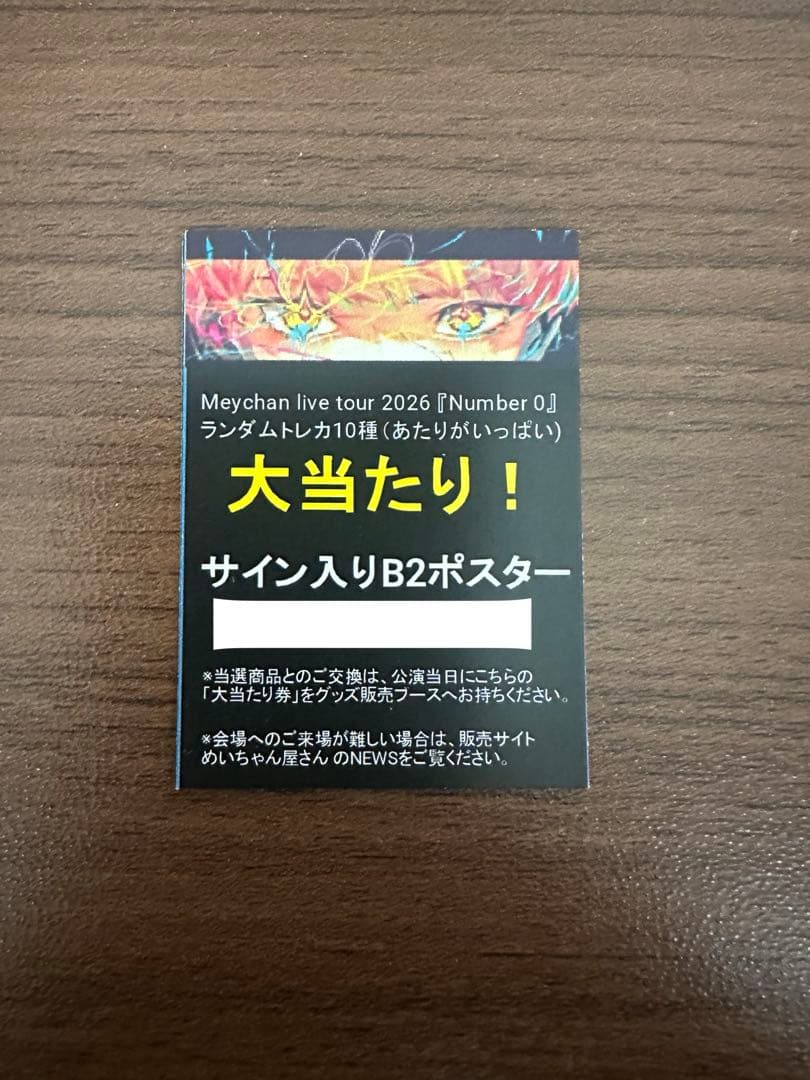 Meychan live tour 2026『Number 0』
ランダムトレカ10種（あたりがいっぱい）
大当たり！
サイン入りB2ポスター
※当選商品とのご交換は、公演当日にこちらの
「大当たり券」をグッズ販売ブースへお持ちください。
※会場へのご来場が難しい場合は、販売サイト
めいちゃん屋さん のNEWSをご覧ください。